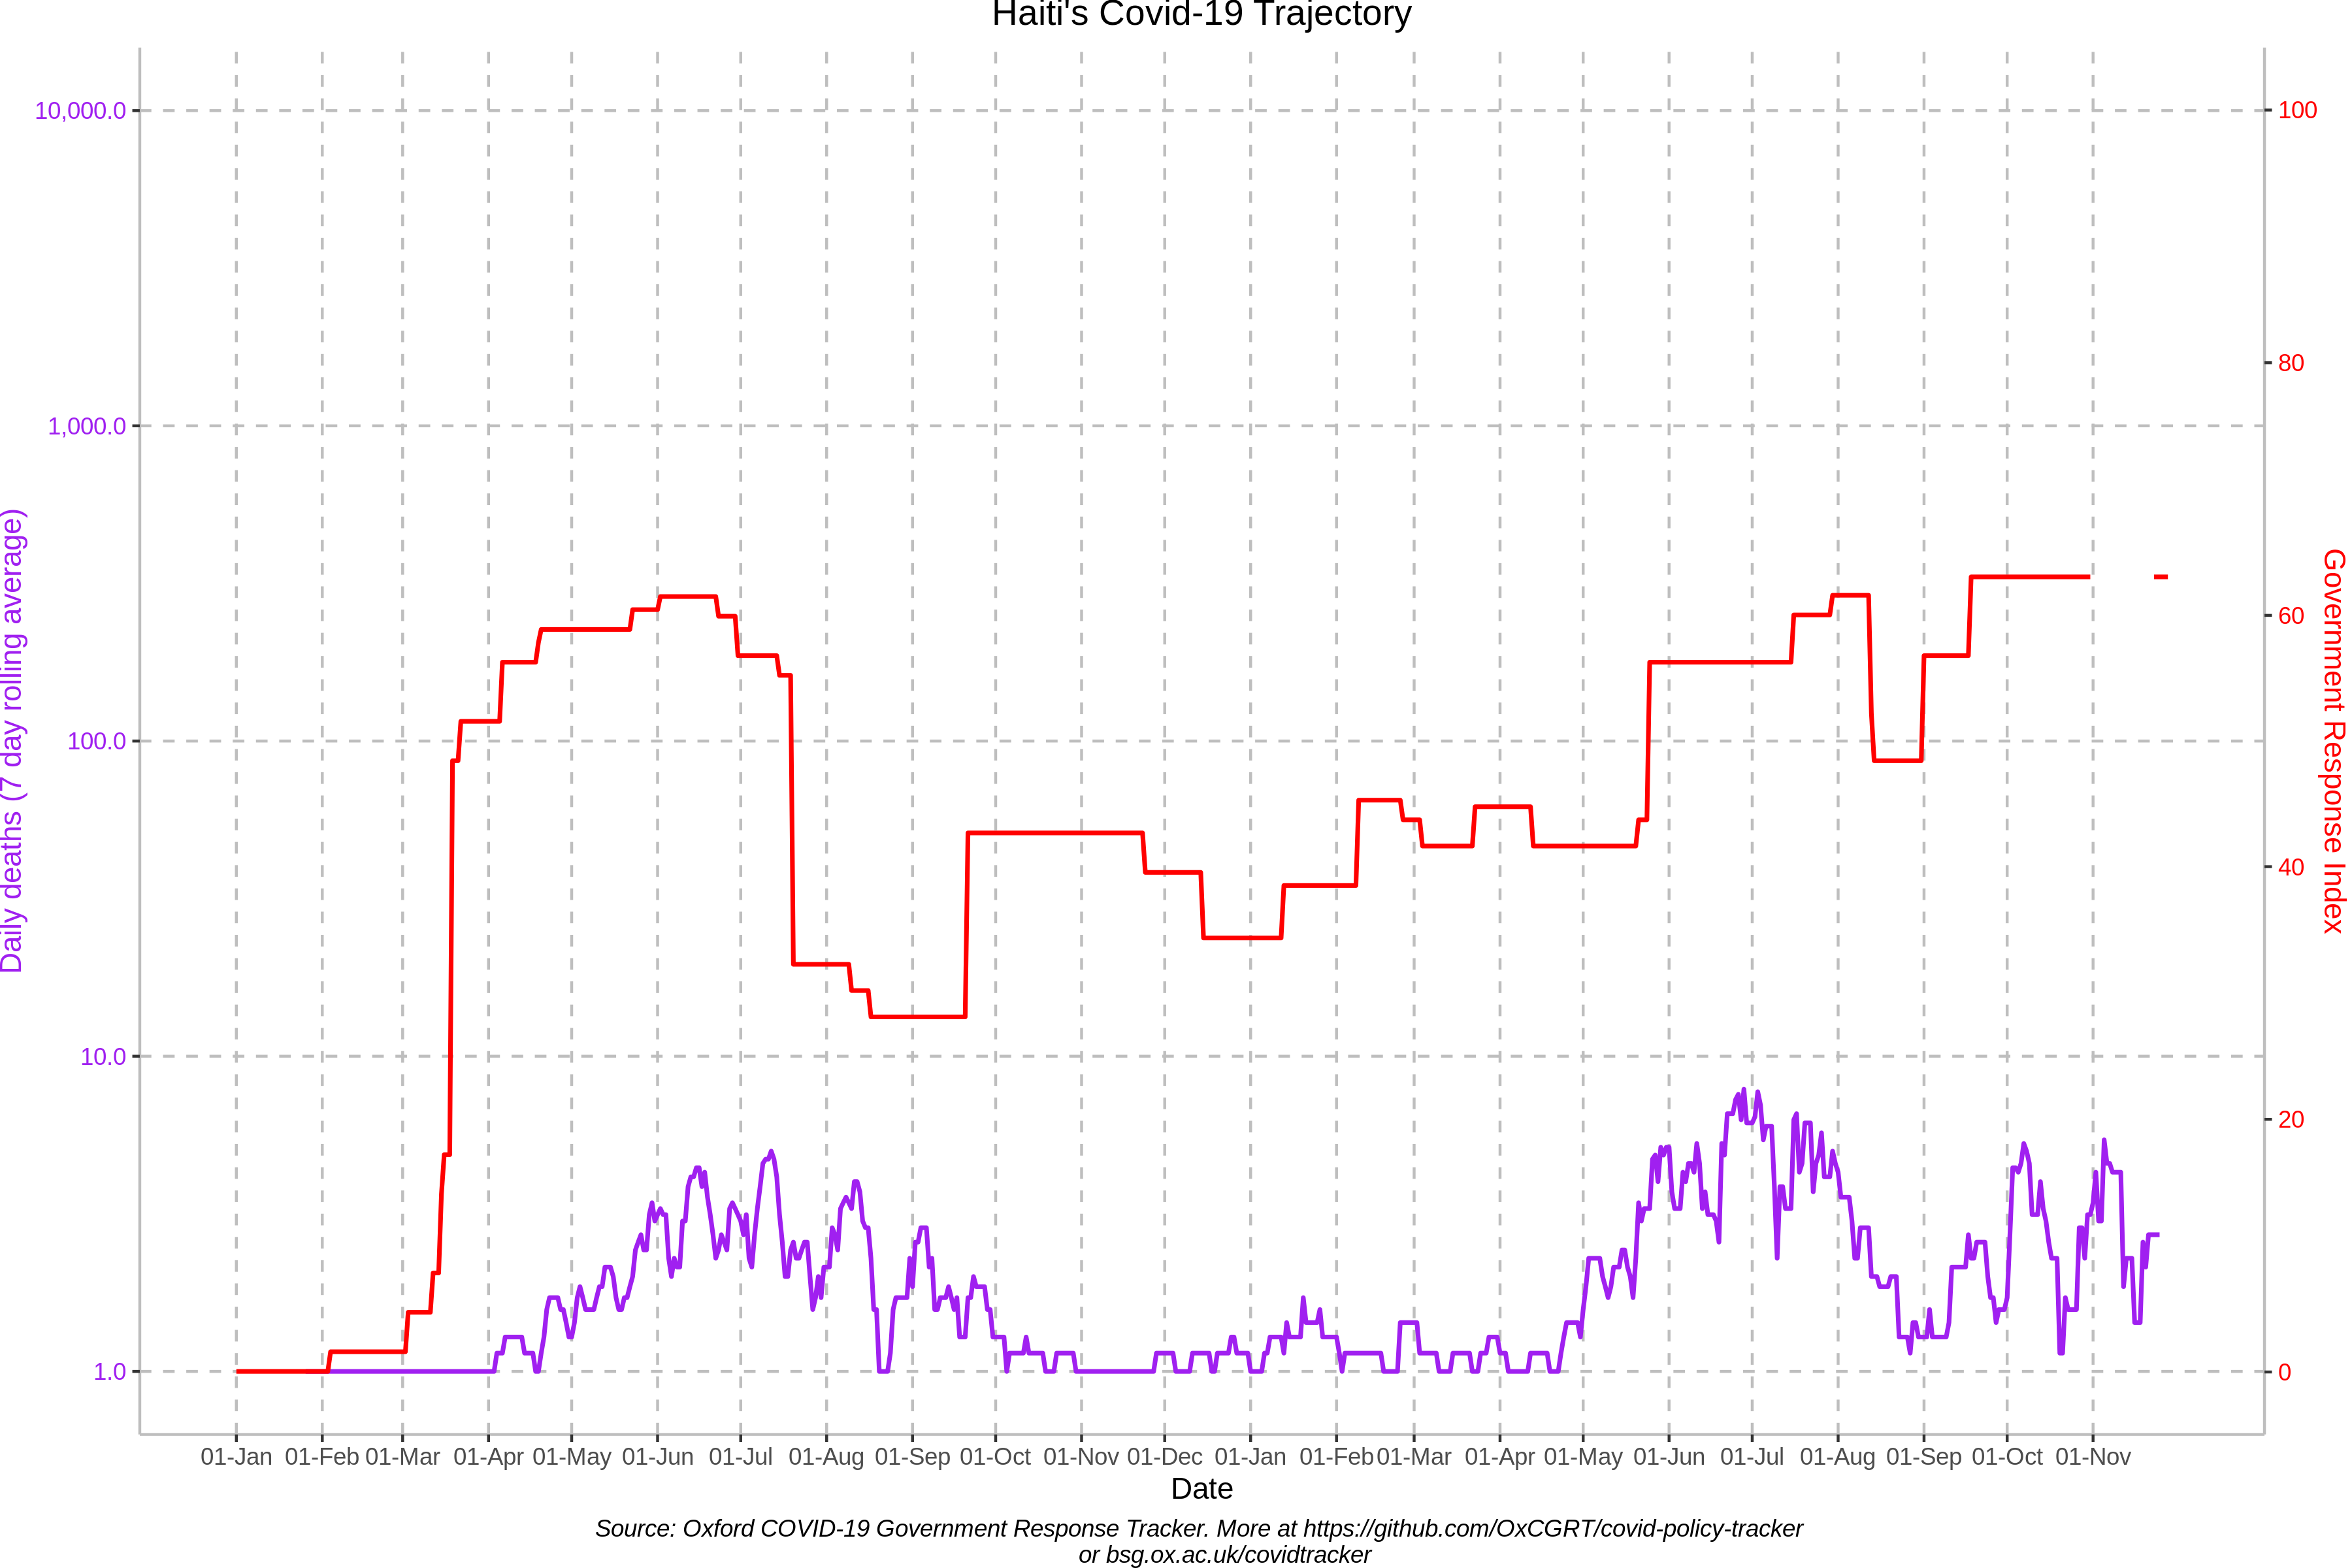 Haiti's Covid-19 Trajectory
10,000.0
1,000.0
100.0
10.0
1.0
Daily deaths (7 day rolling average)
100
80
60
40
20
0
Government Response Index
01-Jan 01-Feb 01-Mar 01-Apr 01-May 01-Jun 01-Jul 01-Aug 01-Sep 01-Oct 01-Nov 01-Dec 01-Jan 01-Feb 01-Mar 01-Apr 01-May 01-Jun 01-Jul 01-Aug 01-Sep 01-Oct 01-Nov
Date
Source: Oxford COVID-19 Government Response Tracker. More at https://github.com/OxCGRT/covid-policy-tracker
or bsg.ox.ac.uk/covidtracker